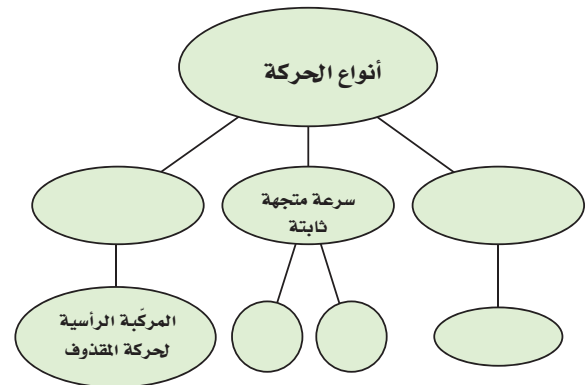 أنواع الحركة
سرعة متجهة
ثابتة
المركّبة الرأسية
لحركة المقذوف